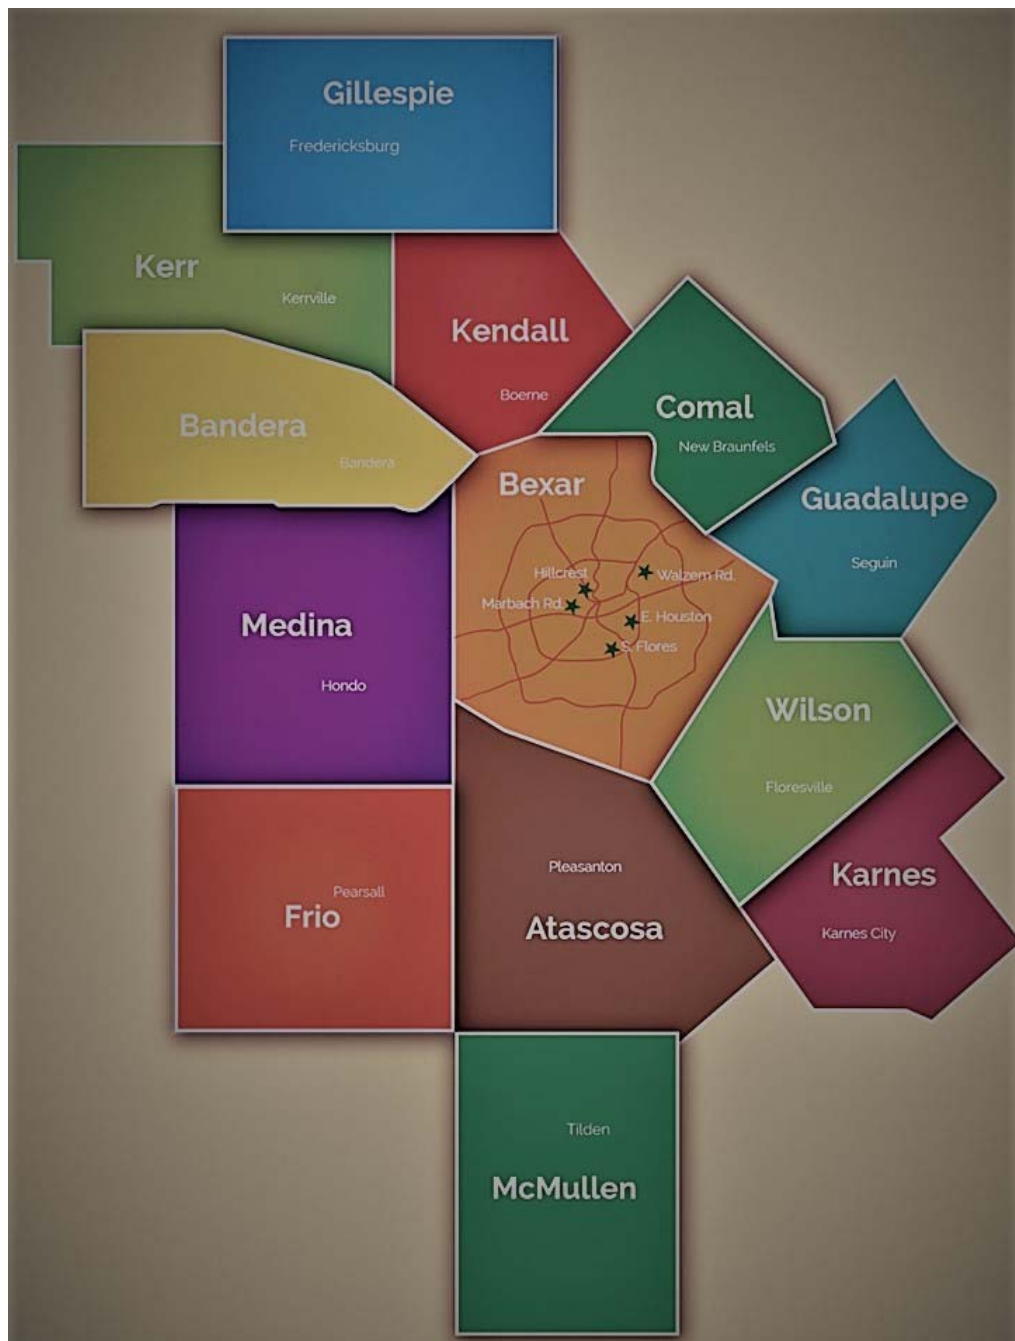 Gillespie
Fredericksburg
Kerr
Kerrville
Kendall
Boerne
Comal
New Braunfels
Bandera
Bandera
Bexar
Guadalupe
Seguin
Hillcrest
Walzem Rd.
Marbach Rd.
E. Houston
S. Flores
Medina
Hondo
Wilson
Floresville
Pleasanton
Atascosa
Karnes
Karnes City
Pearsall
Frio
Tilden
McMullen